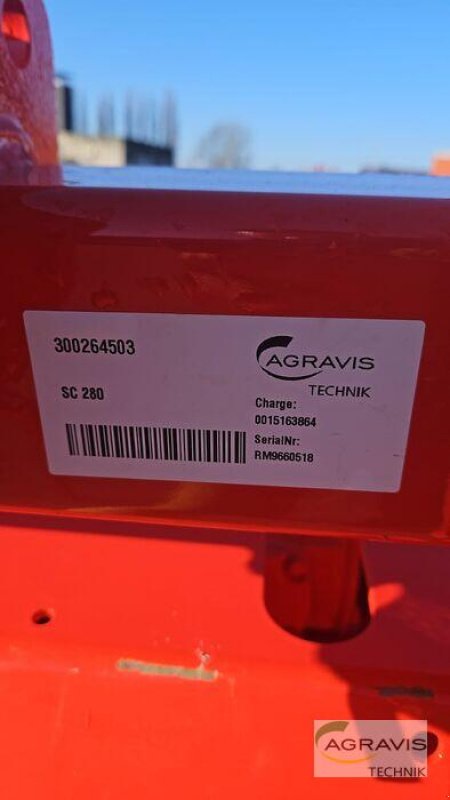 300264503
AGRAVIS
TECHNIK
SC 280
Charge:
0015163864
SerialNr:
RM9660518
AGRAVIS
TECHNIK